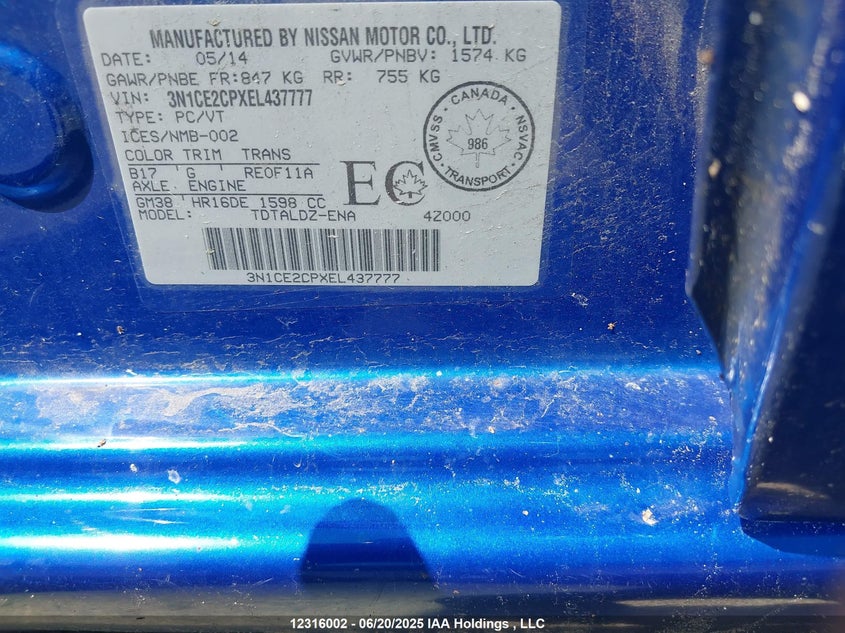 MANUFACTURED BY NISSAN MOTOR CO., LTD.
DATE: 05/14 GVWR/PNBV: 1574 KG
GAWR/PNBE FR: 847 KG RR: 755 KG
VIN: 3N1CE2CPXEL437777
TYPE: PC/VT
ICES/NMB-002
COLOR TRIM TRANS
B17 G RE0F11A
AXLE ENGINE
GM38 HR16DE 1598 CC
MODEL: TDTALDZ-ENA 4Z000
EC
CANADA
CMVSS 986 NSVAC
TRANSPORT
3N1CE2CPXEL437777
12316002 - 06/20/2025 IAA Holdings , LLC